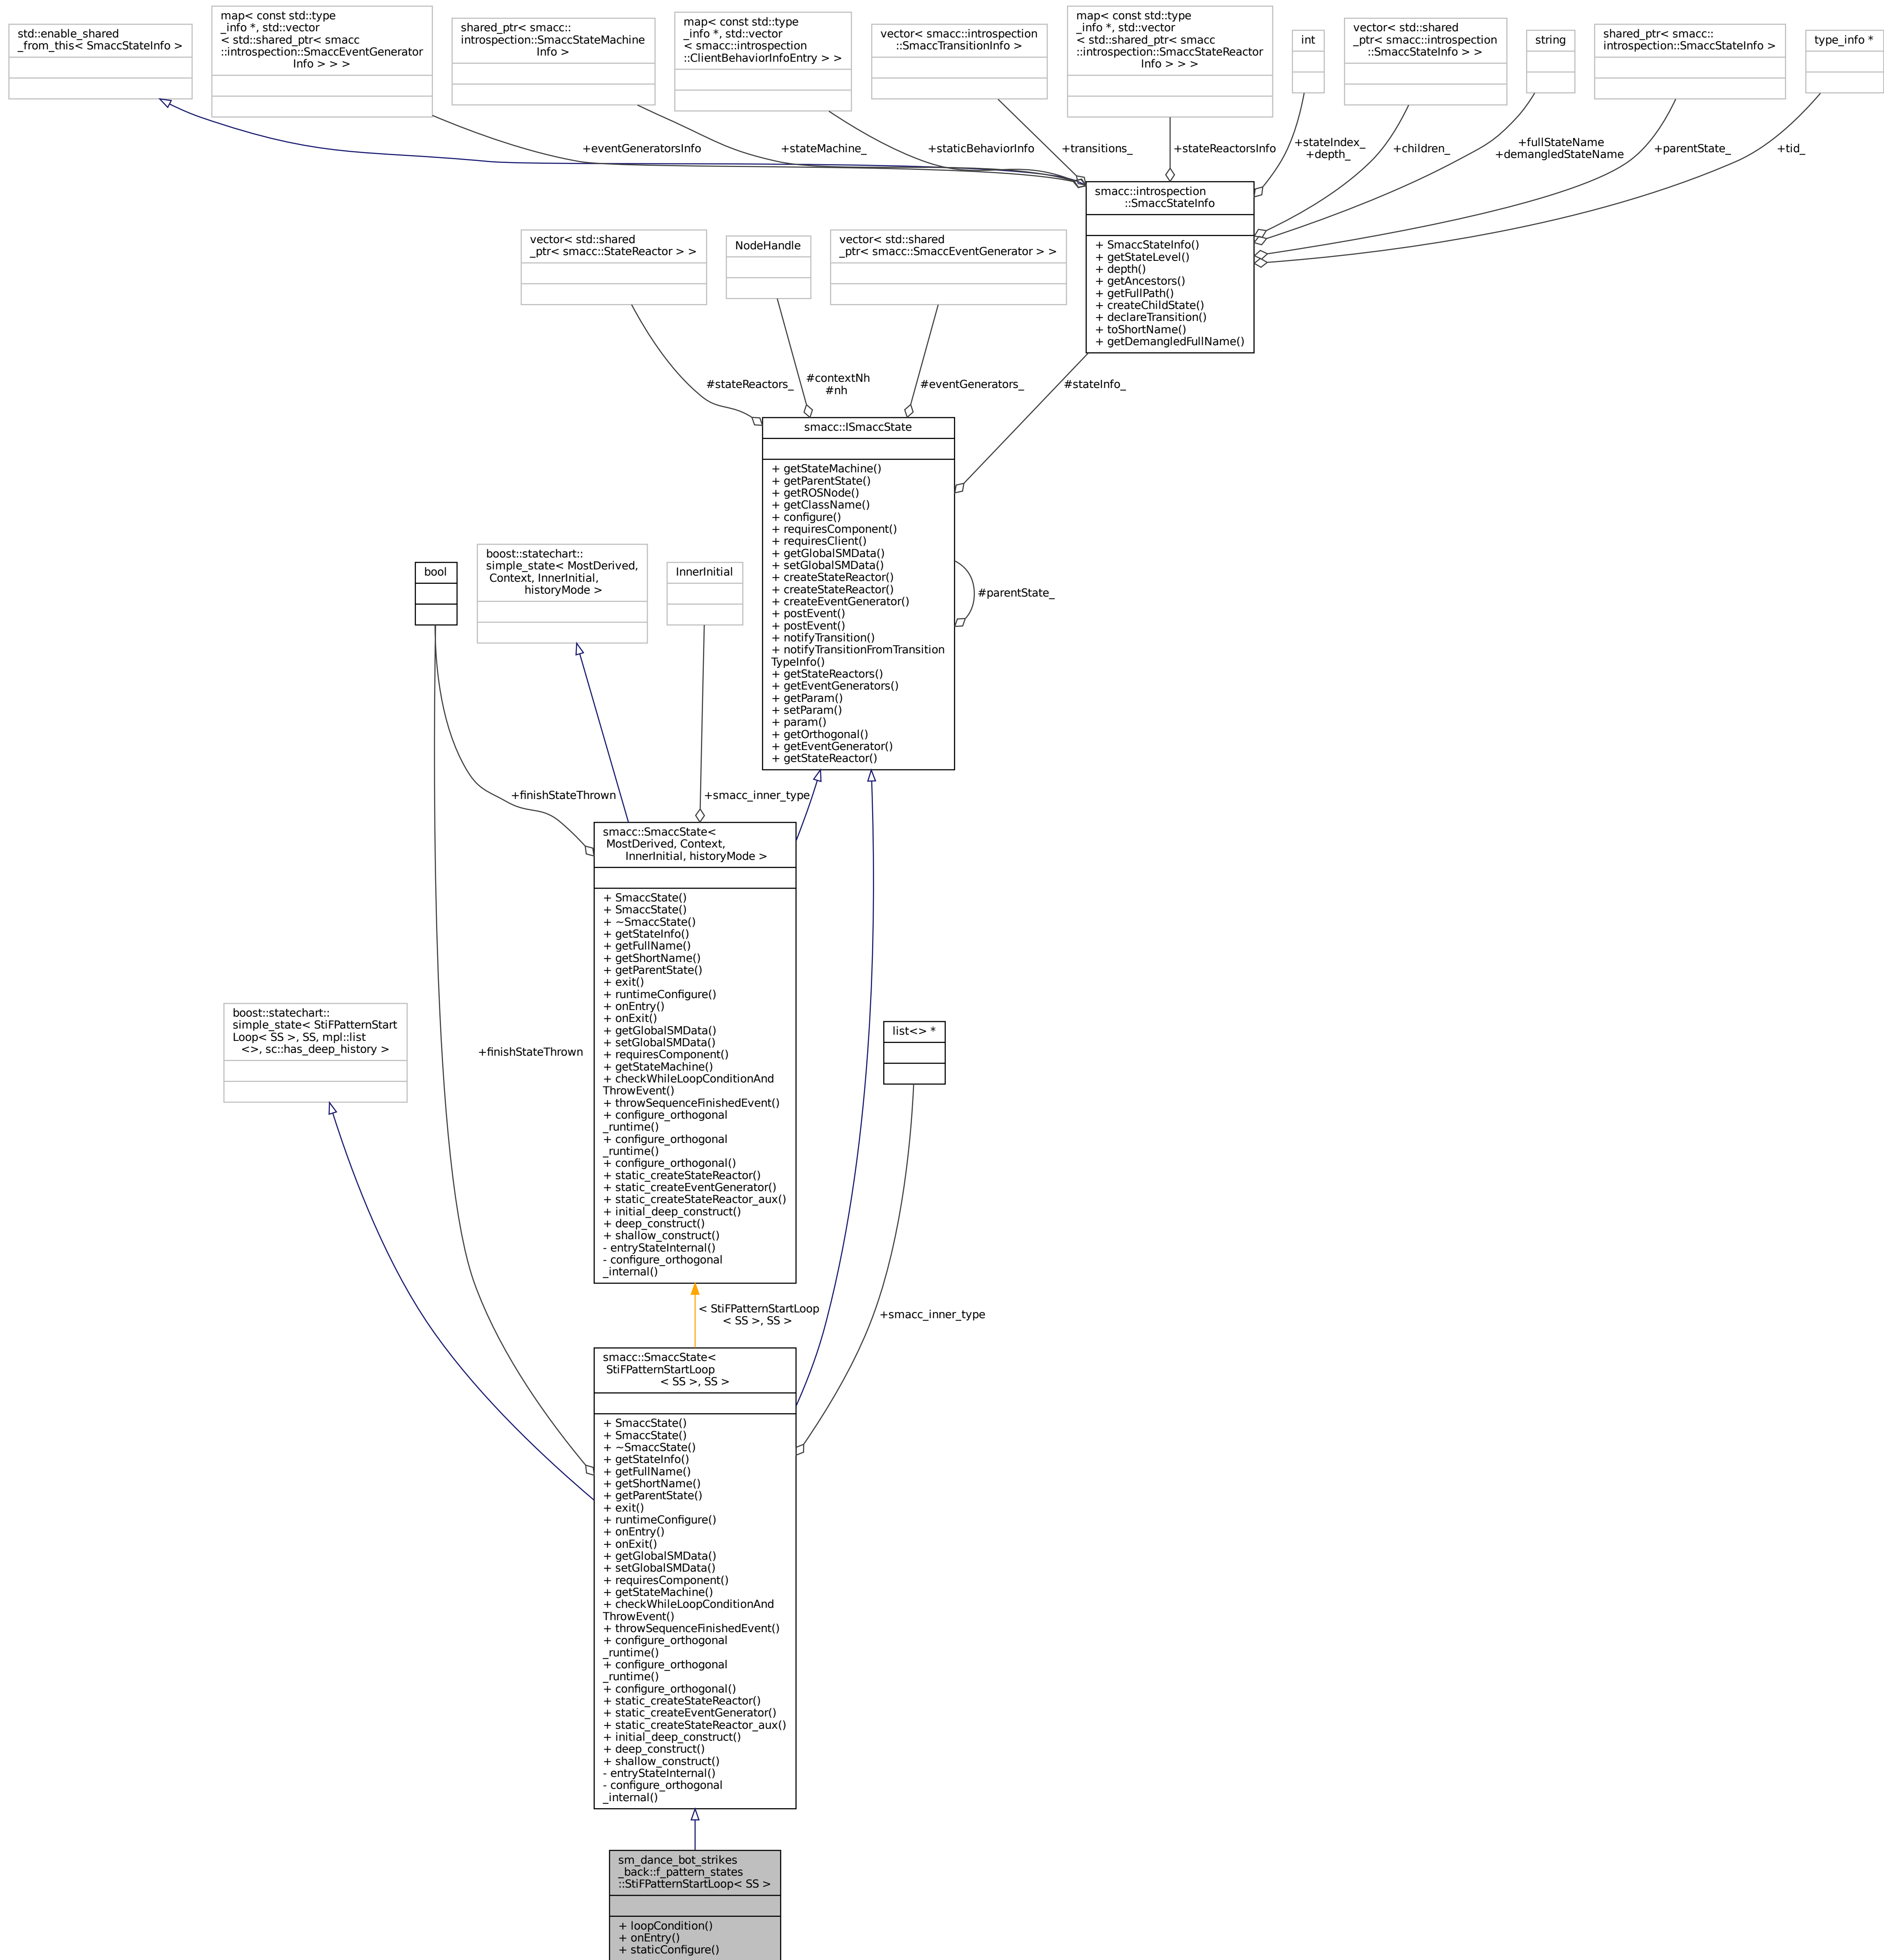 std::enable_shared
_from_this< SmaccStateInfo >
map< const std::type
_info *, std::vector
< std::shared_ptr< smacc
::introspection::SmaccEventGenerator
Info > > >
shared_ptr< smacc::
introspection::SmaccStateMachine
Info >
map< const std::type
_info *, std::vector
< smacc::introspection
::ClientBehaviorInfoEntry > >
vector< smacc::introspection
::SmaccTransitionInfo >
map< const std::type
_info *, std::vector
< std::shared_ptr< smacc
::introspection::SmaccStateReactor
Info > > >
int
vector< std::shared
_ptr< smacc::introspection
::SmaccStateInfo > >
string
shared_ptr< smacc::
introspection::SmaccStateInfo >
type_info *
+eventGeneratorsInfo
+stateMachine_
+staticBehaviorInfo
+transitions_
+stateReactorsInfo
+stateIndex_
+depth_
+children_
+fullStateName
+demangledStateName
+parentState_
+tid_
smacc::introspection
::SmaccStateInfo
+ SmaccStateInfo()
+ getStateLevel()
+ depth()
+ getAncestors()
+ getFullPath()
+ createChildState()
+ declareTransition()
+ toShortName()
+ getDemangledFullName()
vector< std::shared
_ptr< smacc::StateReactor > >
NodeHandle
vector< std::shared
_ptr< smacc::SmaccEventGenerator > >
#stateReactors_
#contextNh
#nh
#eventGenerators_
#stateInfo_
smacc::ISmaccState
+ getStateMachine()
+ getParentState()
+ getROSNode()
+ getClassName()
+ configure()
+ requiresComponent()
+ requiresClient()
+ getGlobalSMData()
+ setGlobalSMData()
+ createStateReactor()
+ createStateReactor()
+ createEventGenerator()
+ postEvent()
+ postEvent()
+ notifyTransition()
+ notifyTransitionFromTransition
TypeInfo()
+ getStateReactors()
+ getEventGenerators()
+ getParam()
+ setParam()
+ param()
+ getOrthogonal()
+ getEventGenerator()
+ getStateReactor()
#parentState_
bool
boost::statechart::
simple_state< MostDerived,
Context, InnerInitial,
historyMode >
InnerInitial
+finishStateThrown
+smacc_inner_type
smacc::SmaccState<
MostDerived, Context,
InnerInitial, historyMode >
+ SmaccState()
+ SmaccState()
+ ~SmaccState()
+ getStateInfo()
+ getFullName()
+ getShortName()
+ getParentState()
+ exit()
+ runtimeConfigure()
+ onEntry()
+ onExit()
+ getGlobalSMData()
+ setGlobalSMData()
+ requiresComponent()
+ getStateMachine()
+ checkWhileLoopConditionAnd
ThrowEvent()
+ throwSequenceFinishedEvent()
+ configure_orthogonal
_runtime()
+ configure_orthogonal
_runtime()
+ configure_orthogonal()
+ static_createStateReactor()
+ static_createEventGenerator()
+ static_createStateReactor_aux()
+ initial_deep_construct()
+ deep_construct()
+ shallow_construct()
- entryStateInternal()
- configure_orthogonal
_internal()
boost::statechart::
simple_state< StiFPatternStart
Loop< SS >, SS, mpl::list
<>, sc::has_deep_history >
+finishStateThrown
list<> *
< StiFPatternStartLoop
< SS >, SS >
+smacc_inner_type
smacc::SmaccState<
StiFPatternStartLoop
< SS >, SS >
+ SmaccState()
+ SmaccState()
+ ~SmaccState()
+ getStateInfo()
+ getFullName()
+ getShortName()
+ getParentState()
+ exit()
+ runtimeConfigure()
+ onEntry()
+ onExit()
+ getGlobalSMData()
+ setGlobalSMData()
+ requiresComponent()
+ getStateMachine()
+ checkWhileLoopConditionAnd
ThrowEvent()
+ throwSequenceFinishedEvent()
+ configure_orthogonal
_runtime()
+ configure_orthogonal
_runtime()
+ configure_orthogonal()
+ static_createStateReactor()
+ static_createEventGenerator()
+ static_createStateReactor_aux()
+ initial_deep_construct()
+ deep_construct()
+ shallow_construct()
- entryStateInternal()
- configure_orthogonal
_internal()
sm_dance_bot_strikes
_back::f_pattern_states
::StiFPatternStartLoop< SS >
+ loopCondition()
+ onEntry()
+ staticConfigure()